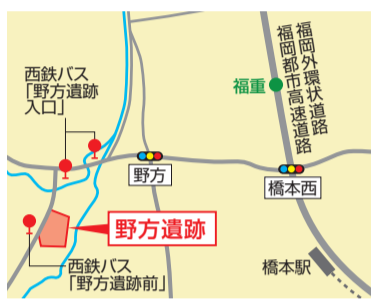 西鉄バス
「野方遺跡
入口」
福重
福岡外環状道路
福岡都市高速道路
野方
橋本西
野方遺跡
西鉄バス
「野方遺跡前」
橋本駅